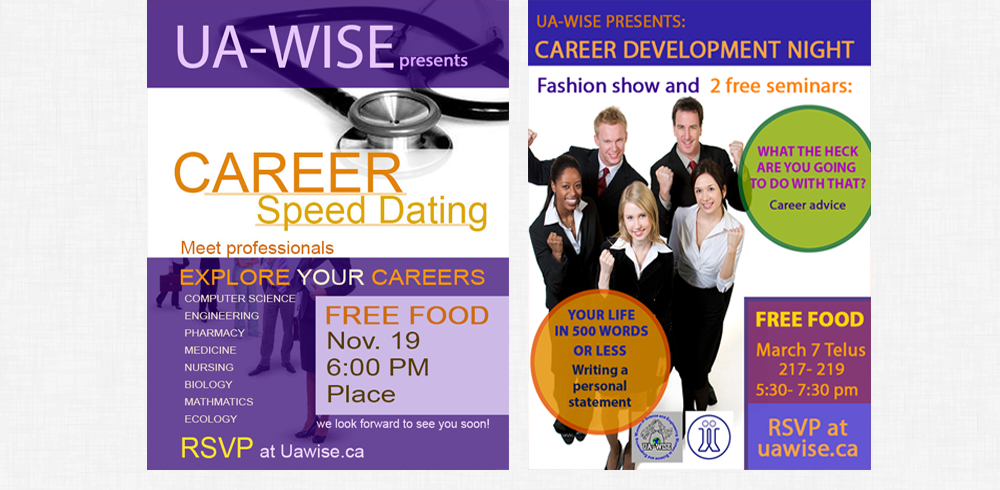 UA-WISE presents
CAREER
Speed Dating
Meet professionals
EXPLORE YOUR CAREERS
COMPUTER SCIENCE
ENGINEERING
PHARMACY
MEDICINE
NURSING
BIOLOGY
MATHMATICS
ECOLOGY
FREE FOOD
Nov. 19
6:00 PM
Place
we look forward to see you soon!
RSVP at Uawise.ca
UA-WISE PRESENTS:
CAREER DEVELOPMENT NIGHT
Fashion show and 2 free seminars:
WHAT THE HECK
ARE YOU GOING
TO DO WITH THAT?
Career advice
YOUR LIFE
IN 500 WORDS
OR LESS
Writing a
personal
statement
UA-WISE
FREE FOOD
March 7 Telus
217- 219
5:30- 7:30 pm
RSVP at
uawise.ca